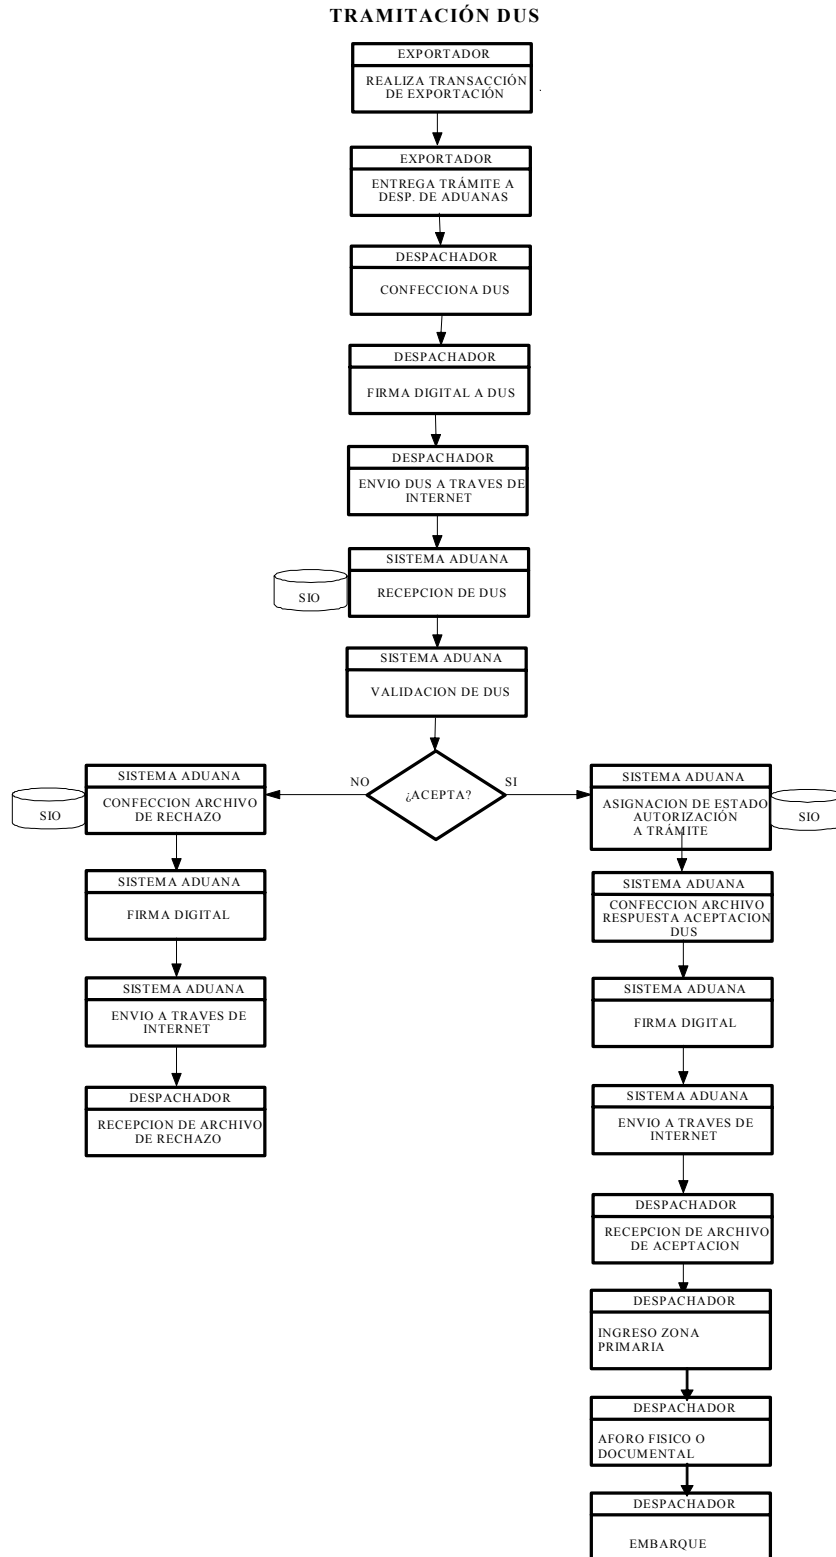 TRAMITACIÓN DUS
EXPORTADOR
REALIZA TRANSACCIÓN
DE EXPORTACIÓN
EXPORTADOR
ENTREGA TRÁMITE A
DESP. DE ADUANAS
DESPACHADOR
CONFECCIONA DUS
DESPACHADOR
FIRMA DIGITAL A DUS
DESPACHADOR
ENVIO DUS A TRAVES DE
INTERNET
SISTEMA ADUANA
RECEPCION DE DUS
SIO
SISTEMA ADUANA
VALIDACION DE DUS
¿ACEPTA?
NO
SI
SISTEMA ADUANA
CONFECCION ARCHIVO
DE RECHAZO
SIO
SISTEMA ADUANA
FIRMA DIGITAL
SISTEMA ADUANA
ENVIO A TRAVES DE
INTERNET
DESPACHADOR
RECEPCION DE ARCHIVO
DE RECHAZO
SISTEMA ADUANA
ASIGNACION DE ESTADO
AUTORIZACIÓN
A TRÁMITE
SIO
SISTEMA ADUANA
CONFECCION ARCHIVO
RESPUESTA ACEPTACION
DUS
SISTEMA ADUANA
FIRMA DIGITAL
SISTEMA ADUANA
ENVIO A TRAVES DE
INTERNET
DESPACHADOR
RECEPCION DE ARCHIVO
DE ACEPTACION
DESPACHADOR
INGRESO ZONA
PRIMARIA
DESPACHADOR
AFORO FISICO O
DOCUMENTAL
DESPACHADOR
EMBARQUE